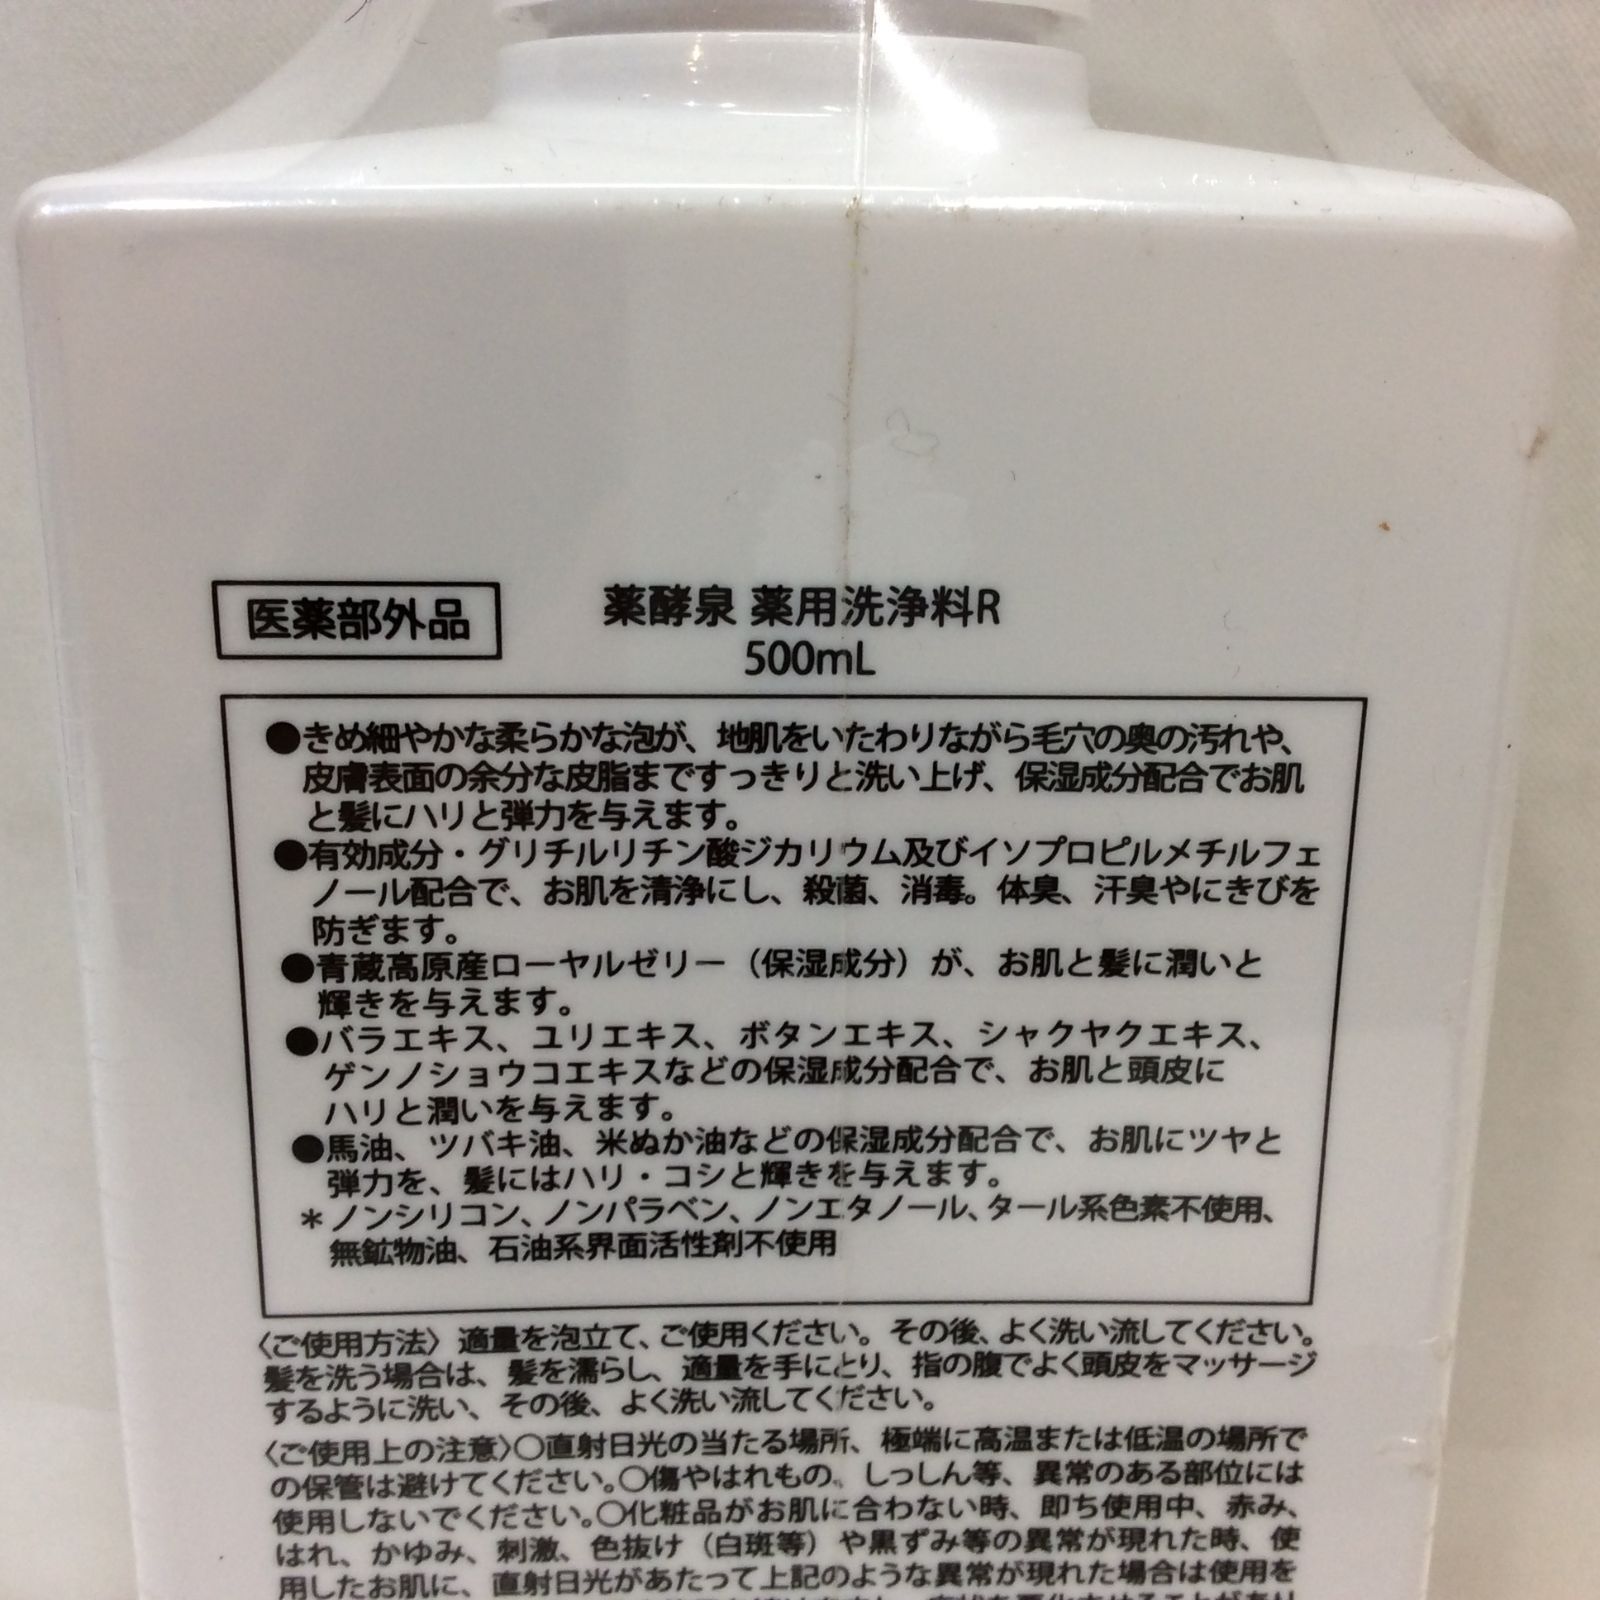 医薬部外品
薬酵泉 薬用洗浄料R
500mL
●きめ細やかな柔らかな泡が、地肌をいたわりながら毛穴の奥の汚れや、
皮膚表面の余分な皮脂まですっきりと洗い上げ、保湿成分配合でお肌
と髪にハリと弾力を与えます。
●有効成分・グリチルリチン酸ジカリウム及びイソプロピルメチルフェ
ノール配合で、お肌を清浄にし、殺菌、消毒。体臭、汗臭やにきびを
防ぎます。
●青蔵高原産ローヤルゼリー（保湿成分）が、お肌と髪に潤いと
輝きを与えます。
●バラエキス、ユリエキス、ボタンエキス、シャクヤクエキス、
ゲンノショウコエキスなどの保湿成分配合で、お肌と頭皮に
ハリと潤いを与えます。
●馬油、ツバキ油、米ぬか油などの保湿成分配合で、お肌にツヤと
弾力を、髪にはハリ・コシと輝きを与えます。
＊ノンシリコン、ノンパラベン、ノンエタノール、タール系色素不使用、
無鉱物油、石油系界面活性剤不使用
〈ご使用方法〉適量を泡立て、ご使用ください。その後、よく洗い流してください。
髪を洗う場合は、髪を濡らし、適量を手にとり、指の腹でよく頭皮をマッサージ
するように洗い、その後、よく洗い流してください。
〈ご使用上の注意〉○直射日光の当たる場所、極端に高温または低温の場所で
の保管は避けてください。○傷やはれもの、しっしん等、異常のある部位には
使用しないでください。○化粧品がお肌に合わない時、即ち使用中、赤み、
はれ、かゆみ、刺激、色抜け（白斑等）や黒ずみ等の異常が現れた時、使
用したお肌に、直射日光があたって上記のような異常が現れた場合は使用を